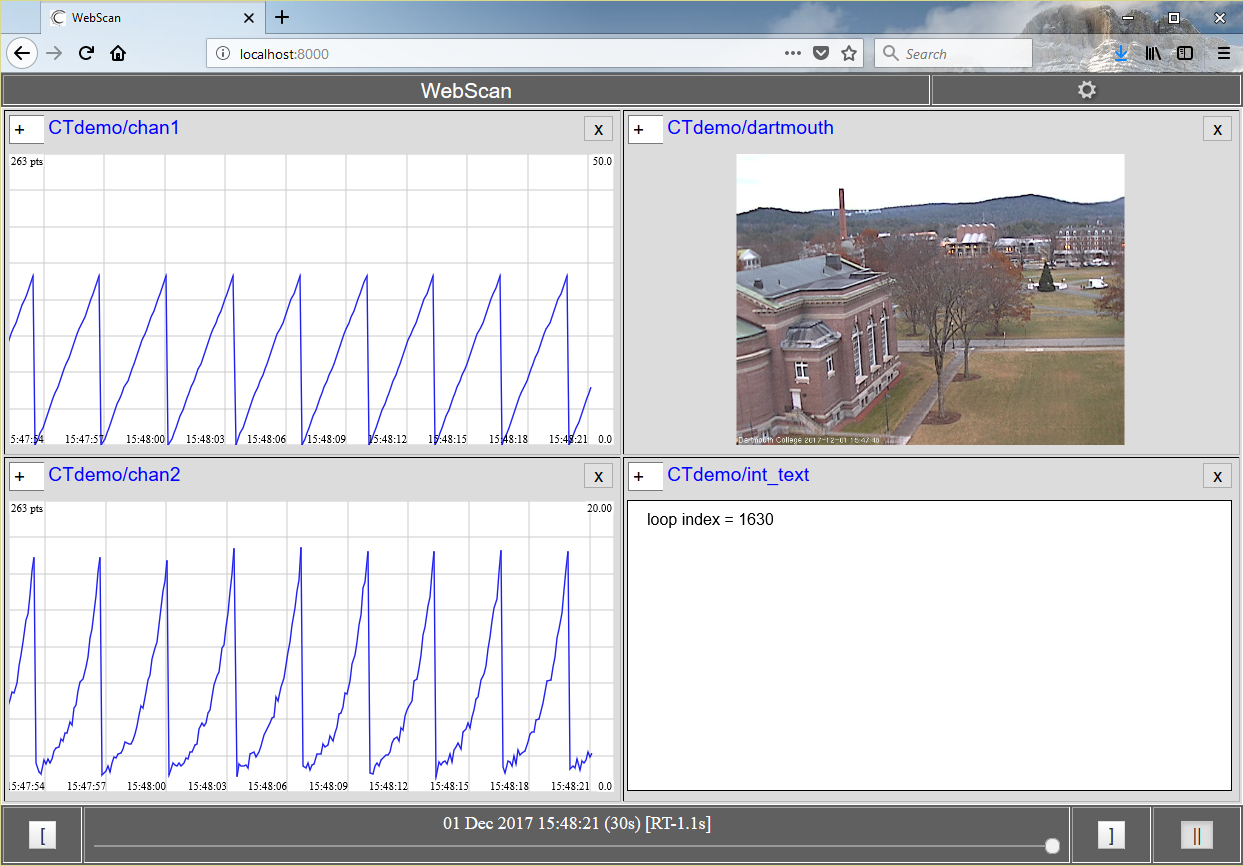 WebScan
localhost:8000
Search
WebScan
+ CTdemo/chan1 x
263 pts 50.0
5:47:54 15:47:57 15:48:00 15:48:03 15:48:06 15:48:09 15:48:12 15:48:15 15:48:18 15:48:21 0.0
+ CTdemo/dartmouth x
Dartmouth College 2017-12-01 15:47:46
+ CTdemo/chan2 x
263 pts 20.00
15:47:54 15:47:57 15:48:00 15:48:03 15:48:06 15:48:09 15:48:12 15:48:15 15:48:18 15:48:21 0.0
+ CTdemo/int_text x
loop index = 1630
[ 01 Dec 2017 15:48:21 (30s) [RT-1.1s] ] ||